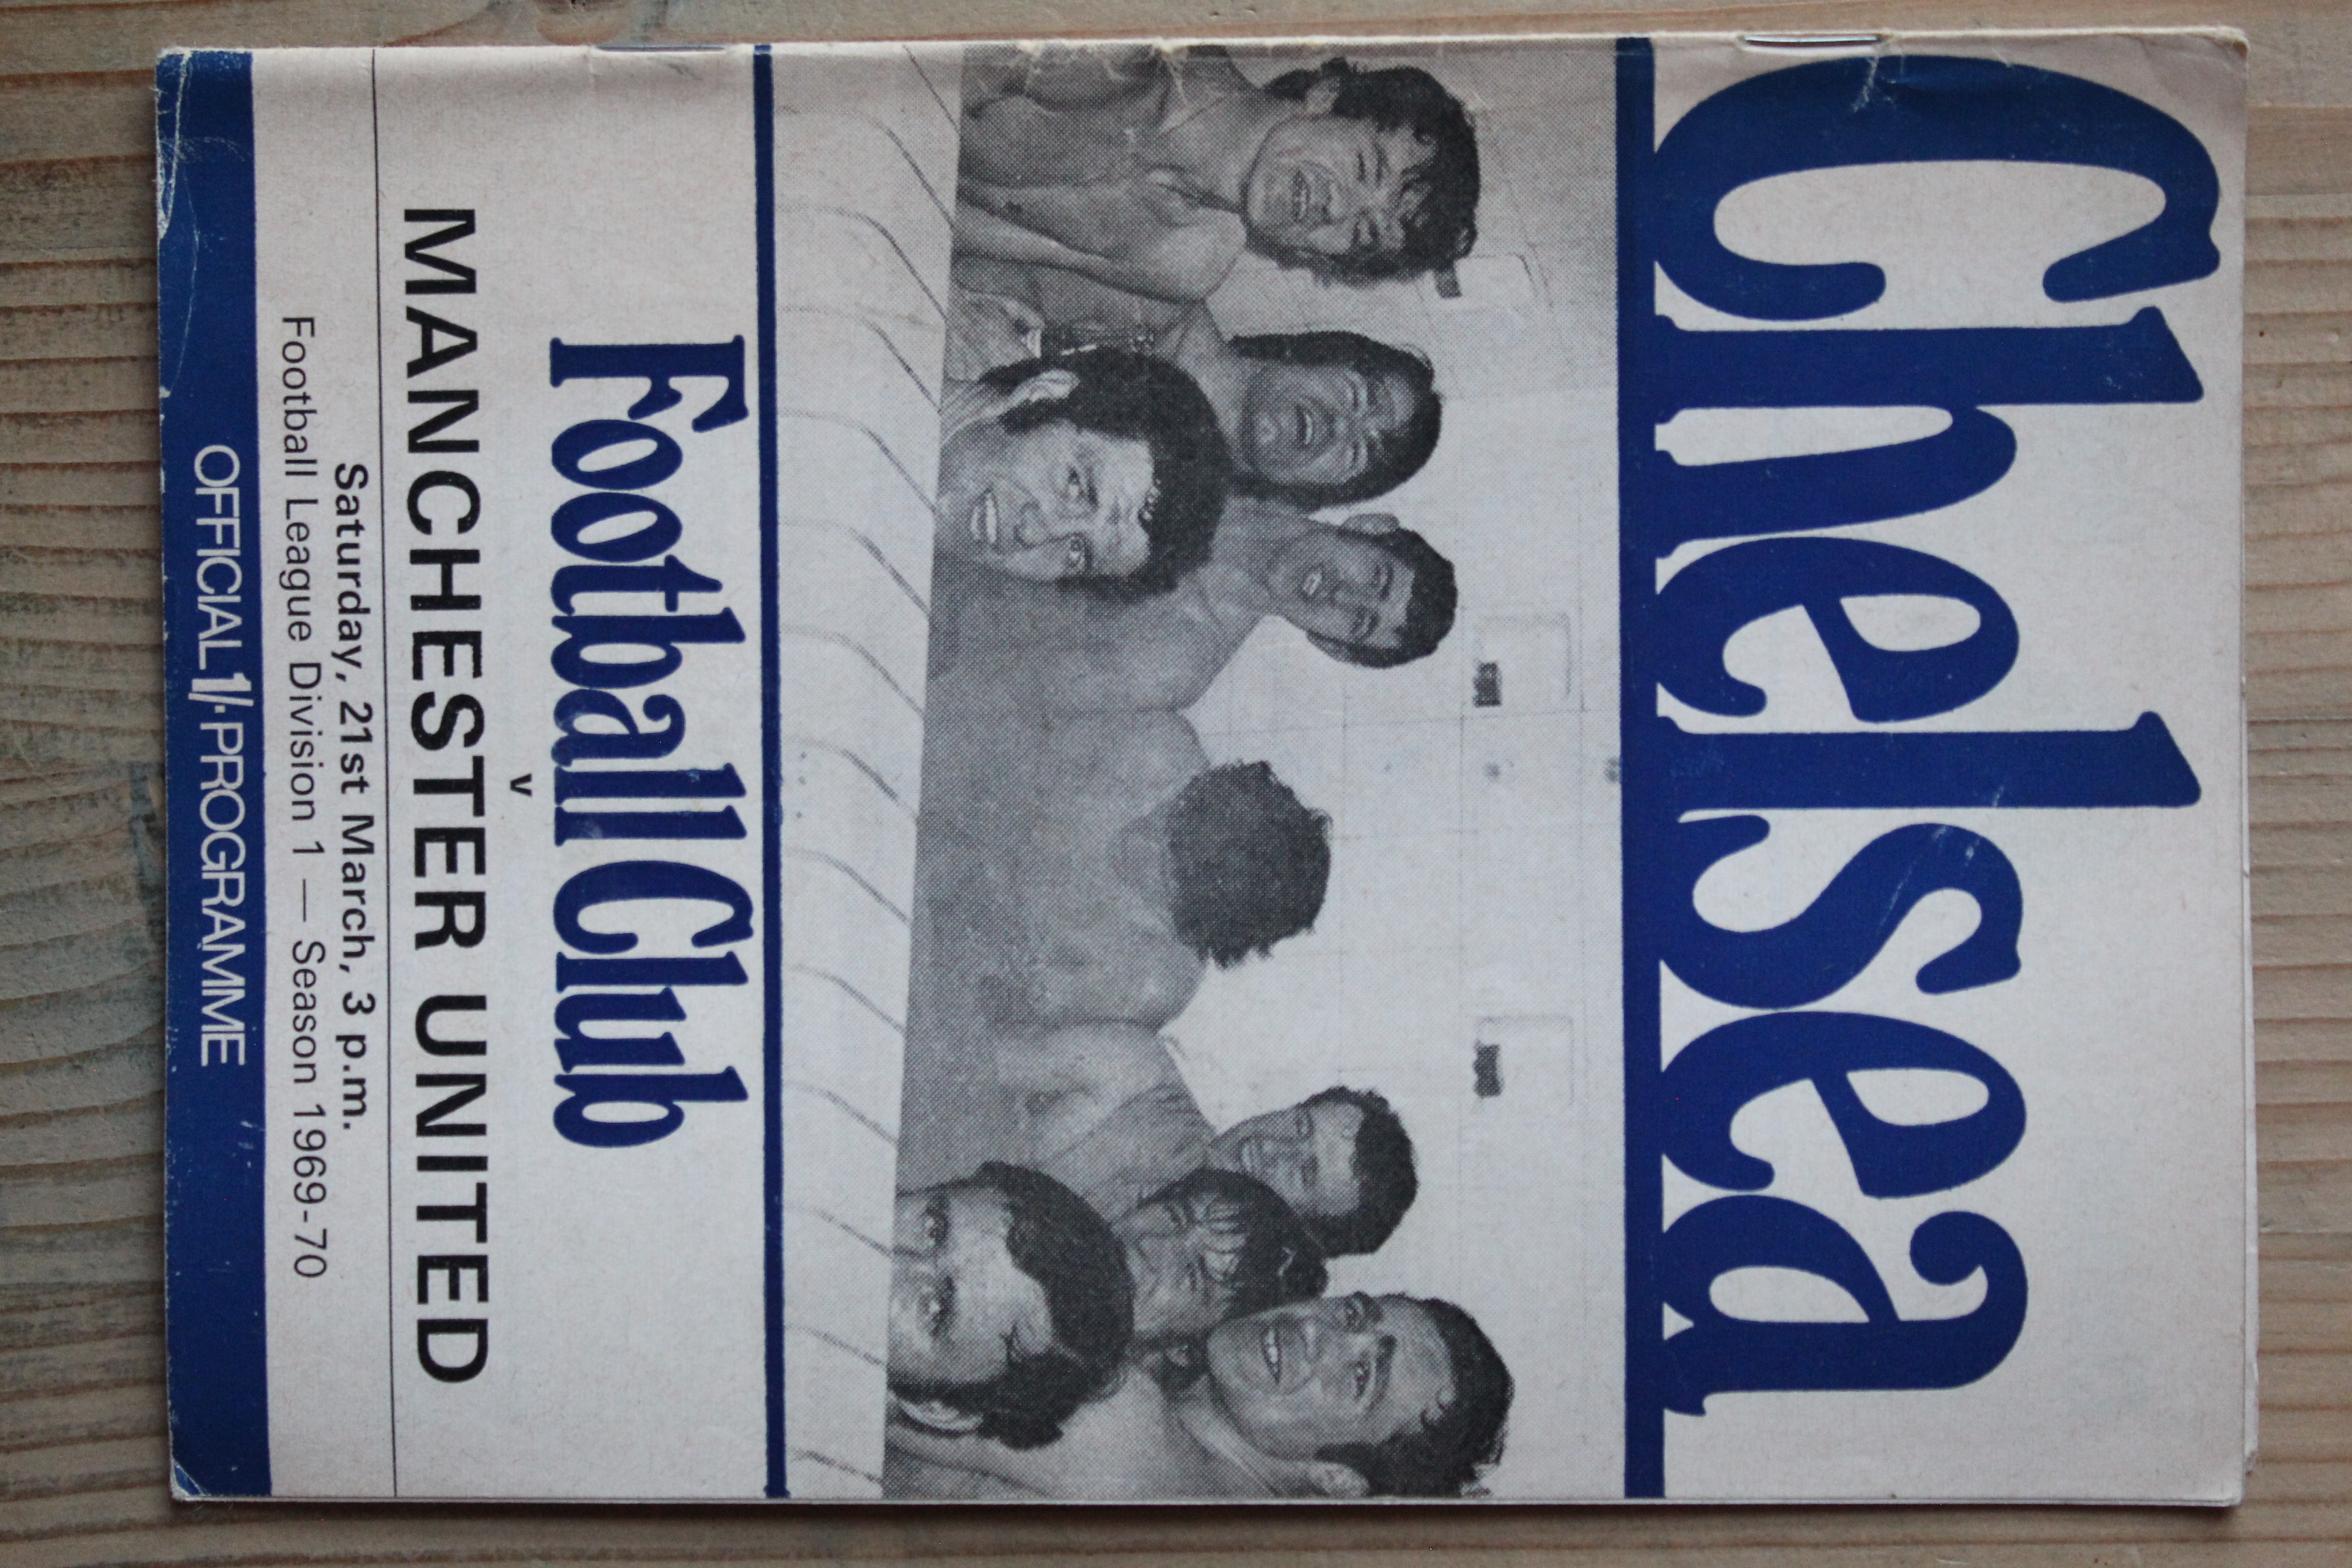 Chelsea
Football Club
v
MANCHESTER UNITED
Saturday, 21st March, 3 p.m.
Football League Division 1 — Season 1969-70
OFFICIAL 1/- PROGRAMME